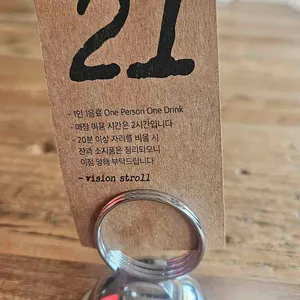 21
- 1인 1음료 One Person One Drink
- 매장 이용 시간은 2시간입니다
- 20분 이상 자리를 비울 시
잔과 소지품은 정리되오니
이점 양해 부탁드립니다.
- vision stroll